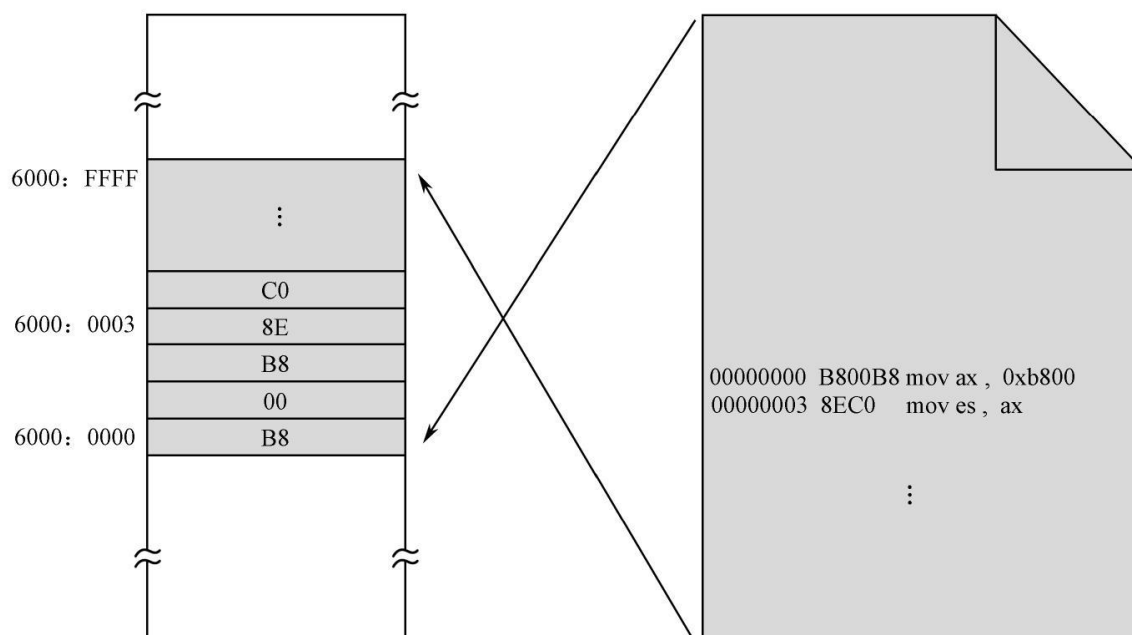 6000：FFFF
⋮
C0
6000：0003
8E
B8
00
6000：0000
B8
00000000 B800B8 mov ax , 0xb800
00000003 8EC0 mov es , ax
⋮